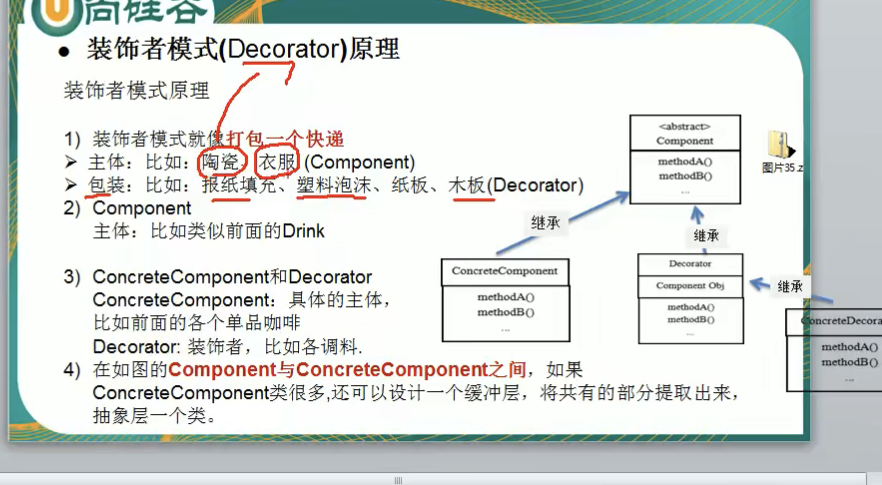 尚硅谷
● 装饰者模式(Decorator)原理
装饰者模式原理
1) 装饰者模式就像打包一个快递
➢ 主体：比如：陶瓷、衣服 (Component)
➢ 包装：比如：报纸填充、塑料泡沫、纸板、木板(Decorator)
2) Component
主体：比如类似前面的Drink
3) ConcreteComponent和Decorator
ConcreteComponent：具体的主体，
比如前面的各个单品咖啡
Decorator: 装饰者，比如各调料.
4) 在如图的Component与ConcreteComponent之间，如果
ConcreteComponent类很多,还可以设计一个缓冲层，将共有的部分提取出来，
抽象层一个类。
<abstract>
Component
methodA()
methodB()
...
图片35.z
继承
继承
继承
ConcreteComponent
methodA()
methodB()
...
Decorator
Component Obj
methodA()
methodB()
...
ConcreteDecora
methodA()
methodB()
...